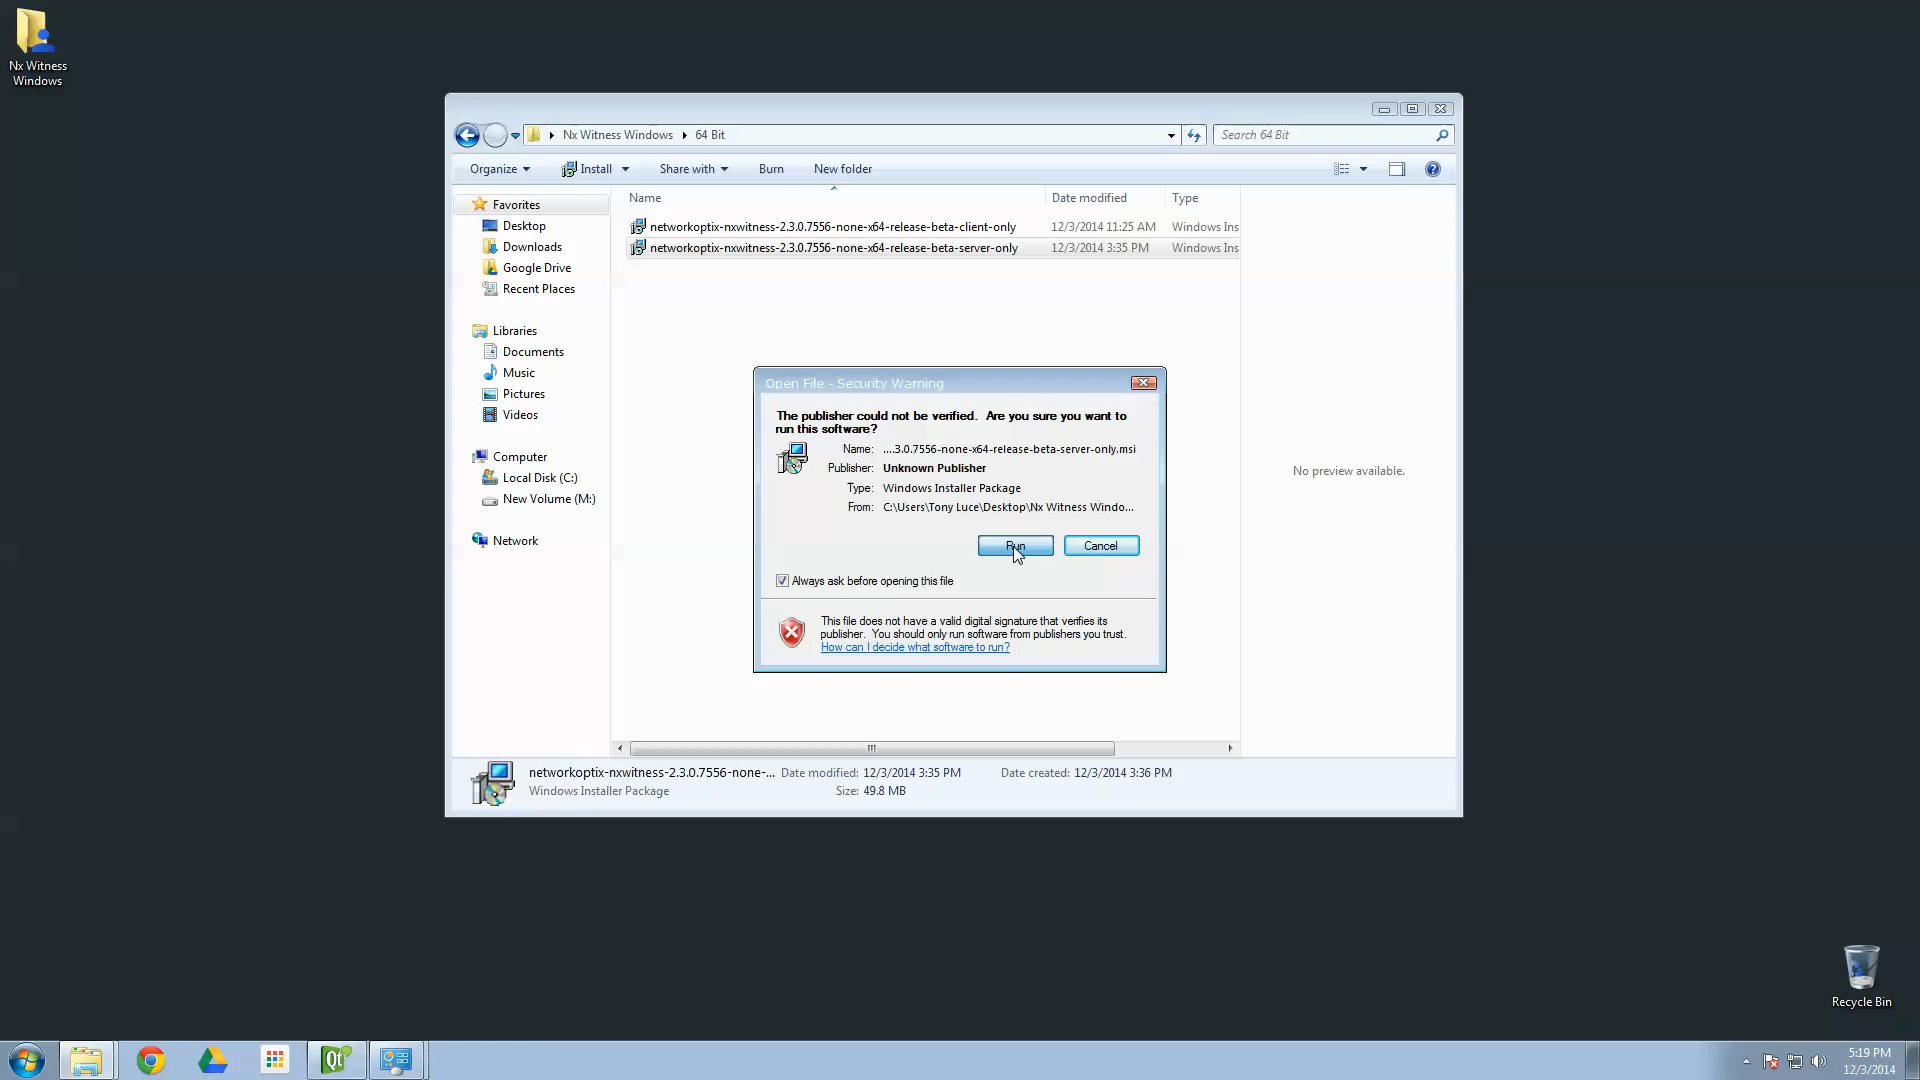 Nx Witness
Windows
Nx Witness Windows
64 Bit
Search 64 Bit
Organize
Install
Share with
Burn
New folder
Name
Date modified
Type
networkoptix-nxwitness-2.3.0.7556-none-x64-release-beta-client-only
12/3/2014 11:25 AM
Windows Ins
networkoptix-nxwitness-2.3.0.7556-none-x64-release-beta-server-only
12/3/2014 3:35 PM
Windows Ins
Favorites
Desktop
Downloads
Google Drive
Recent Places
Libraries
Documents
Music
Pictures
Videos
Computer
Local Disk (C:)
New Volume (M:)
Network
No preview available.
Open File - Security Warning
The publisher could not be verified. Are you sure you want to
run this software?
Name: ....3.0.7556-none-x64-release-beta-server-only.msi
Publisher: Unknown Publisher
Type: Windows Installer Package
From: C:\Users\Tony Luce\Desktop\Nx Witness Windo...
Run
Cancel
Always ask before opening this file
This file does not have a valid digital signature that verifies its
publisher. You should only run software from publishers you trust.
How can I decide what software to run?
networkoptix-nxwitness-2.3.0.7556-none-... Date modified: 12/3/2014 3:35 PM Date created: 12/3/2014 3:36 PM
Windows Installer Package Size: 49.8 MB
Recycle Bin
Qt
5:19 PM
12/3/2014